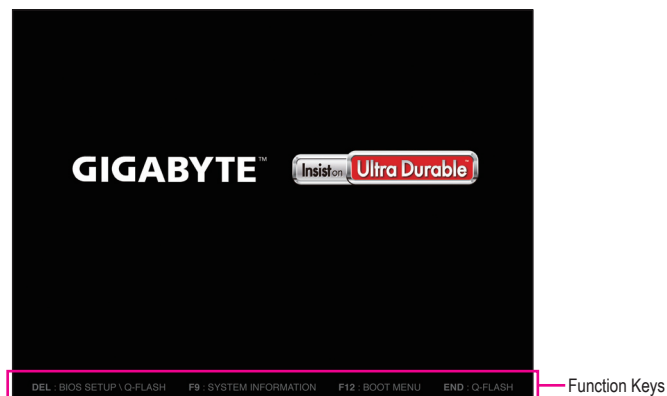 GIGABYTE™ Insist on Ultra Durable™
DEL : BIOS SETUP \ Q-FLASH F9 : SYSTEM INFORMATION F12 : BOOT MENU END : Q-FLASH
Function Keys